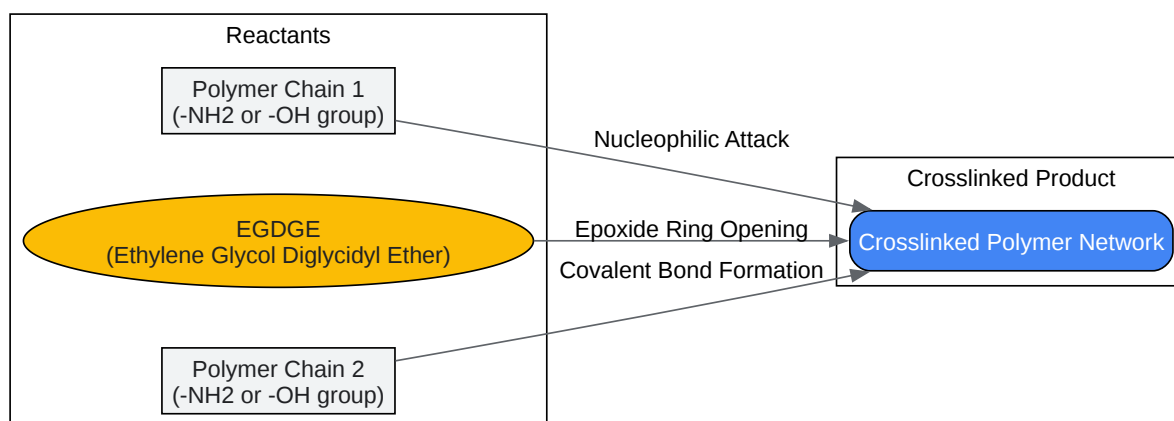 Reactants
Polymer Chain 1
(-NH2 or -OH group)
Nucleophilic Attack
Crosslinked Product
EGDGE
(Ethylene Glycol Diglycidyl Ether)
Epoxide Ring Opening
Crosslinked Polymer Network
Covalent Bond Formation
Polymer Chain 2
(-NH2 or -OH group)